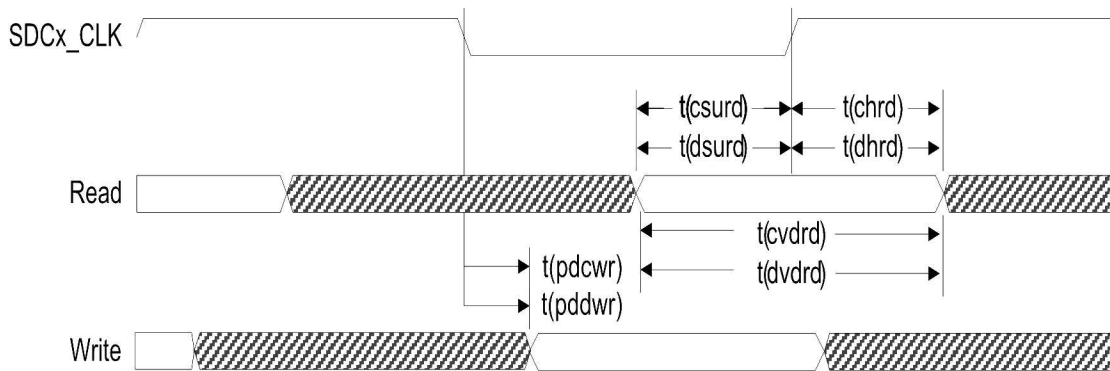 SDCx_CLK
t(csurd) t(chrd)
t(dsurd) t(dhrd)
Read
t(cvdrd)
t(pdcwr) t(dvdrd)
t(pddwr)
Write